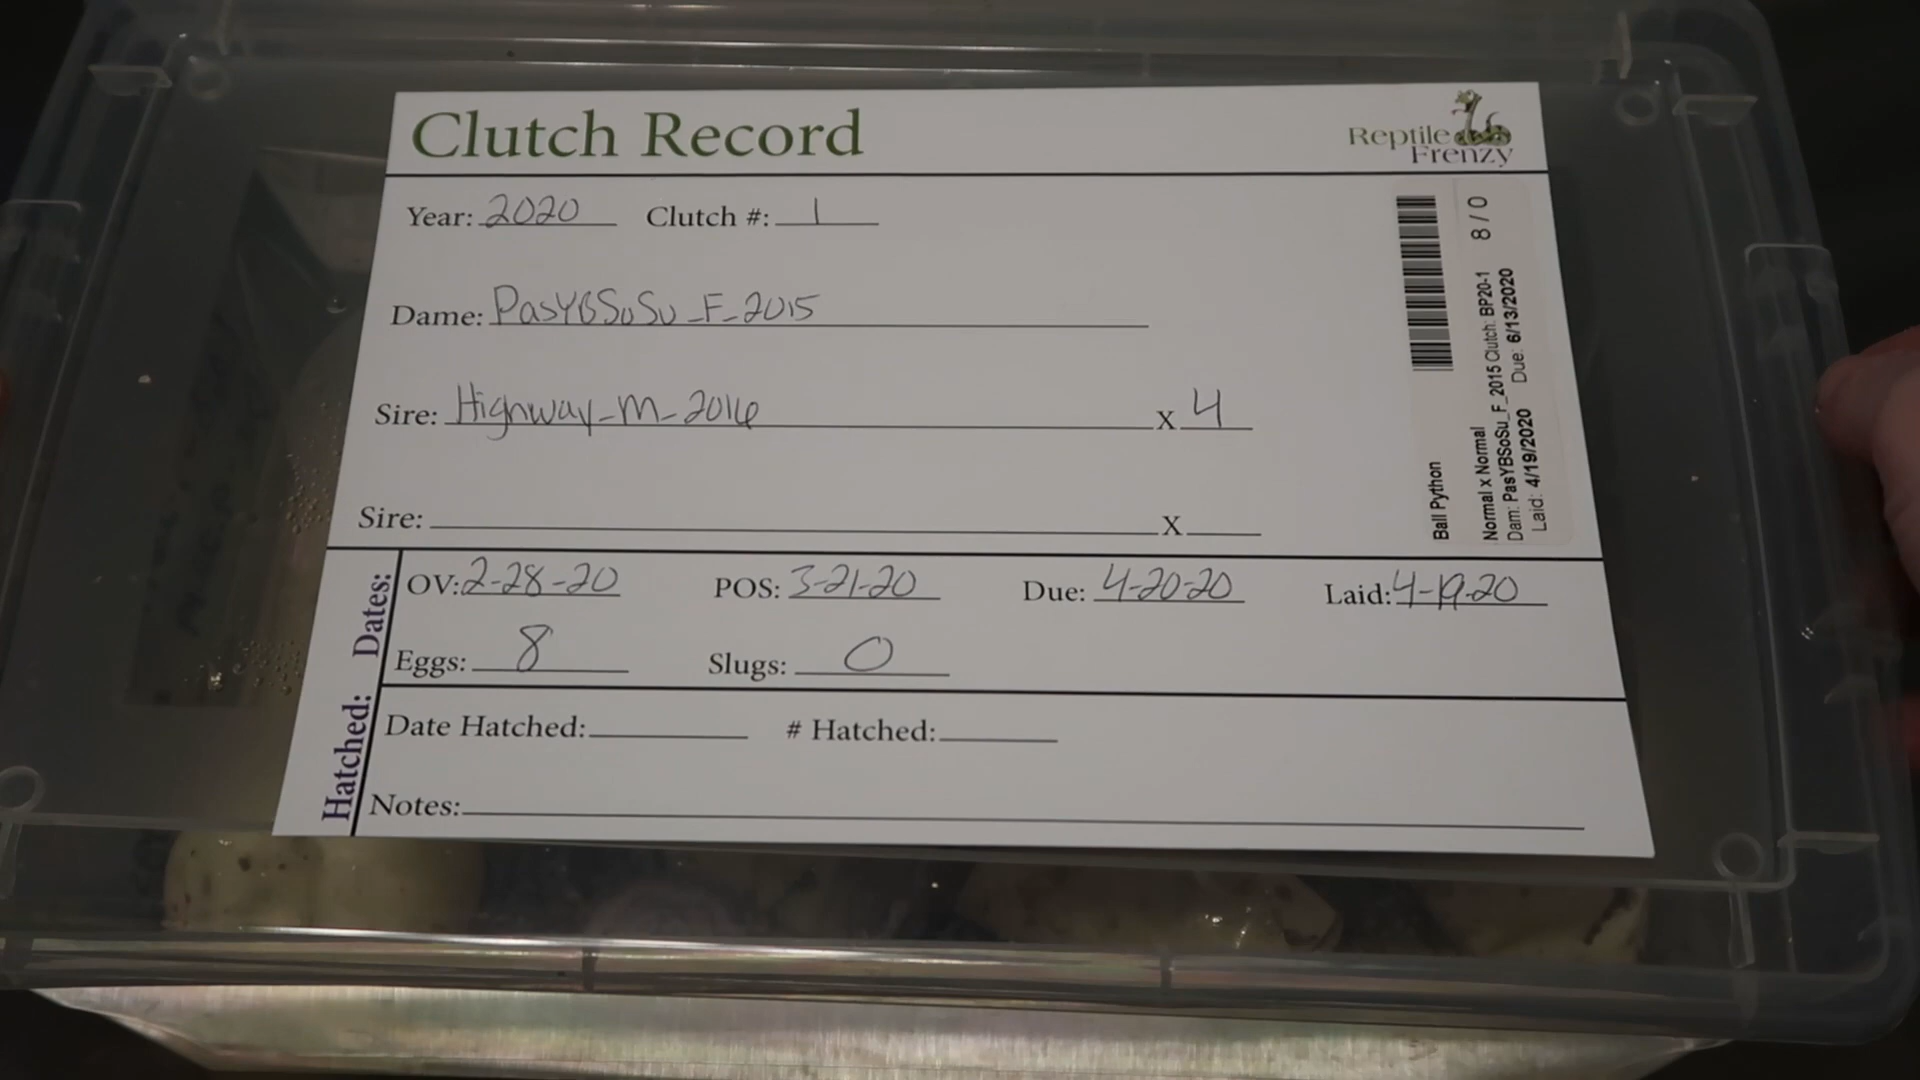 Clutch Record
Reptile
Frenzy
Year: 2020 Clutch #: 1
Dame: PasYBSoSu_F_2015
Sire: Highway_M_2016 X 4
Sire: X
Ball Python
Normal x Normal 8 / 0
Dam: PasYBSoSu_F_2015 Clutch: BP20-1
Laid: 4/19/2020 Due: 6/13/2020
Dates:
OV: 2-28-20 POS: 3-21-20 Due: 4-20-20 Laid: 4-19-20
Eggs: 8 Slugs: 0
Hatched:
Date Hatched: # Hatched:
Notes: